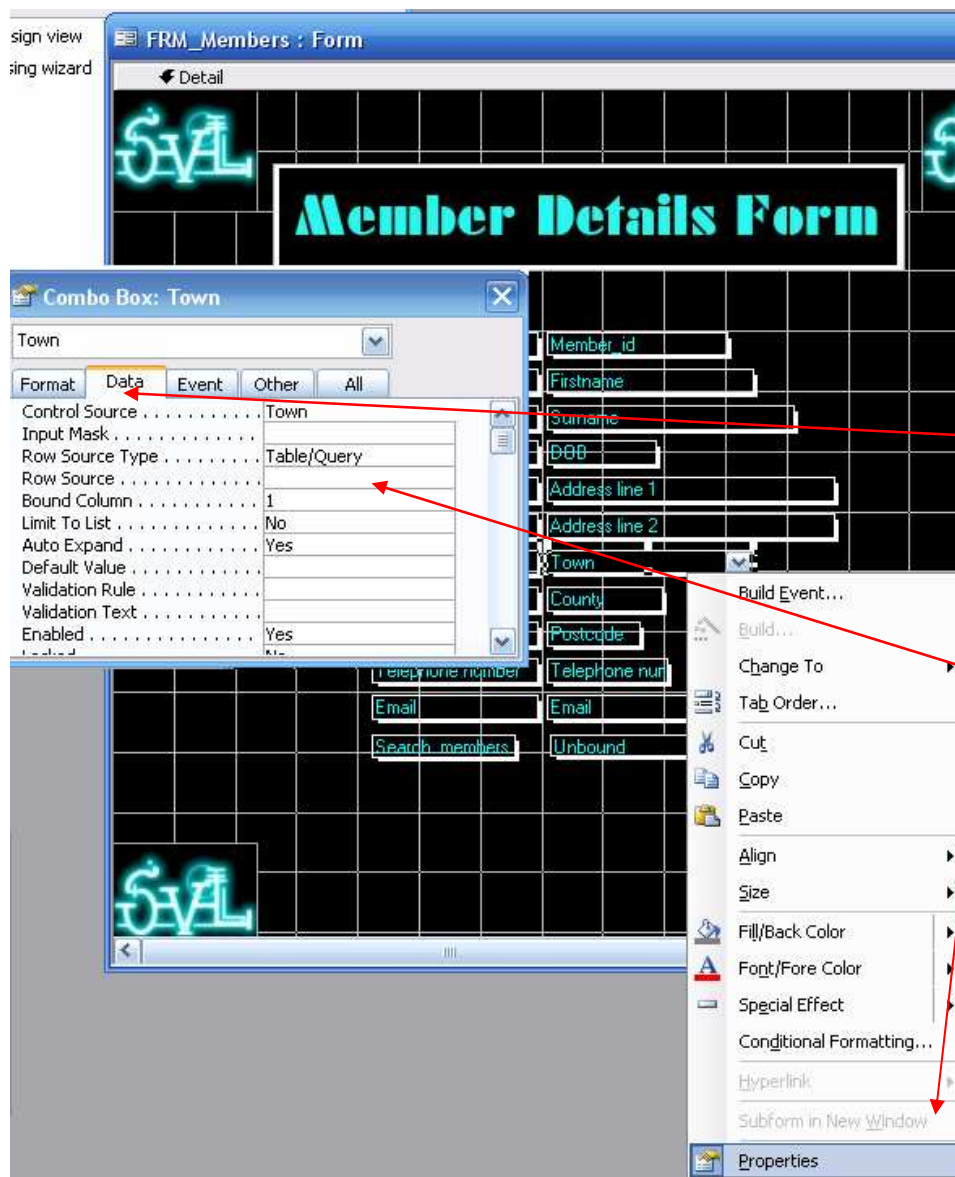 sign view
sing wizard
FRM_Members : Form
Detail
SVAL
Member Details Form
Combo Box: Town
Town
Format Data Event Other All
Control Source . . . . . . . . . . . Town
Input Mask . . . . . . . . . . . . .
Row Source Type . . . . . . . . . Table/Query
Row Source . . . . . . . . . . . . .
Bound Column . . . . . . . . . . . 1
Limit To List . . . . . . . . . . . . . No
Auto Expand . . . . . . . . . . . . Yes
Default Value . . . . . . . . . . . .
Validation Rule . . . . . . . . . . .
Validation Text . . . . . . . . . . .
Enabled . . . . . . . . . . . . . . . . Yes
Member_id
Firstname
Surname
DOB
Address line 1
Address line 2
Town
County
Postcode
Telephone number Telephone num
Email Email
Search members Unbound
SVAL
Build Event...
Build...
Change To
Tab Order...
Cut
Copy
Paste
Align
Size
Fill/Back Color
Font/Fore Color
Special Effect
Conditional Formatting...
Hyperlink
Subform in New Window
Properties